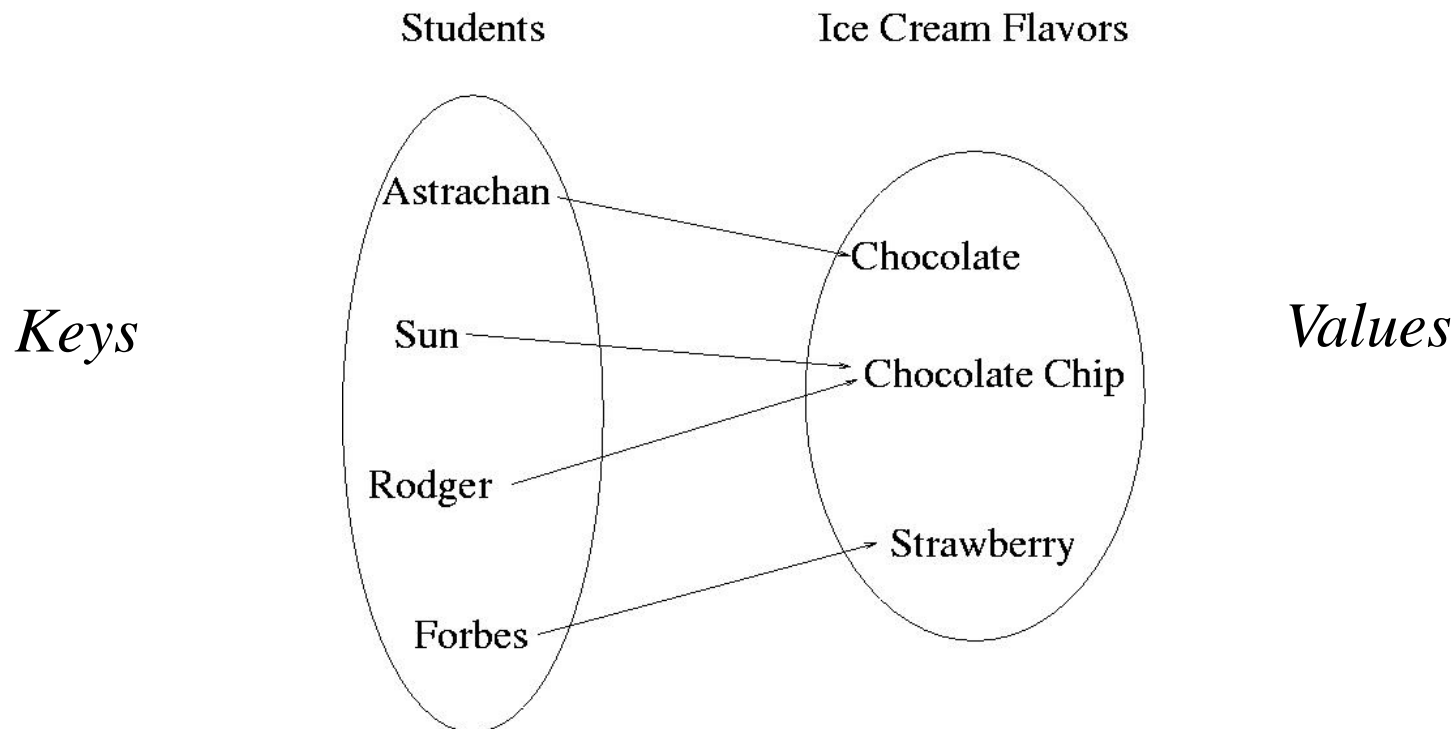 Students
Ice Cream Flavors
Keys
Values
Astrachan
Sun
Rodger
Forbes
Chocolate
Chocolate Chip
Strawberry